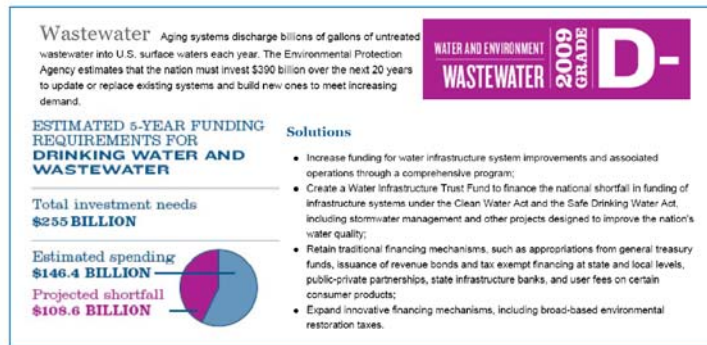 Wastewater Aging systems discharge billions of gallons of untreated
wastewater into U.S. surface waters each year. The Environmental Protection
Agency estimates that the nation must invest $390 billion over the next 20 years
to update or replace existing systems and build new ones to meet increasing
demand.
WATER AND ENVIRONMENT
WASTEWATER
2009
GRADE
D-
ESTIMATED 5-YEAR FUNDING
REQUIREMENTS FOR
DRINKING WATER AND
WASTEWATER
Total investment needs
$255 BILLION
Estimated spending
$146.4 BILLION
Projected shortfall
$108.6 BILLION
Solutions
• Increase funding for water infrastructure system improvements and associated
operations through a comprehensive program;
• Create a Water Infrastructure Trust Fund to finance the national shortfall in funding of
infrastructure systems under the Clean Water Act and the Safe Drinking Water Act,
including stormwater management and other projects designed to improve the nation's
water quality;
• Retain traditional financing mechanisms, such as appropriations from general treasury
funds, issuance of revenue bonds and tax exempt financing at state and local levels,
public-private partnerships, state infrastructure banks, and user fees on certain
consumer products;
• Expand innovative financing mechanisms, including broad-based environmental
restoration taxes.